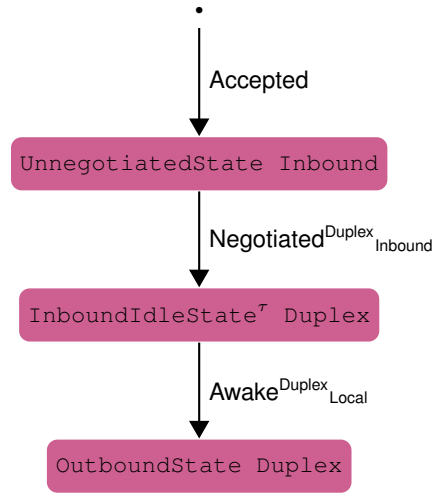 Accepted
UnnegotiatedState Inbound
Negotiated^Duplex_Inbound
InboundIdleState^τ Duplex
Awake^Duplex_Local
OutboundState Duplex